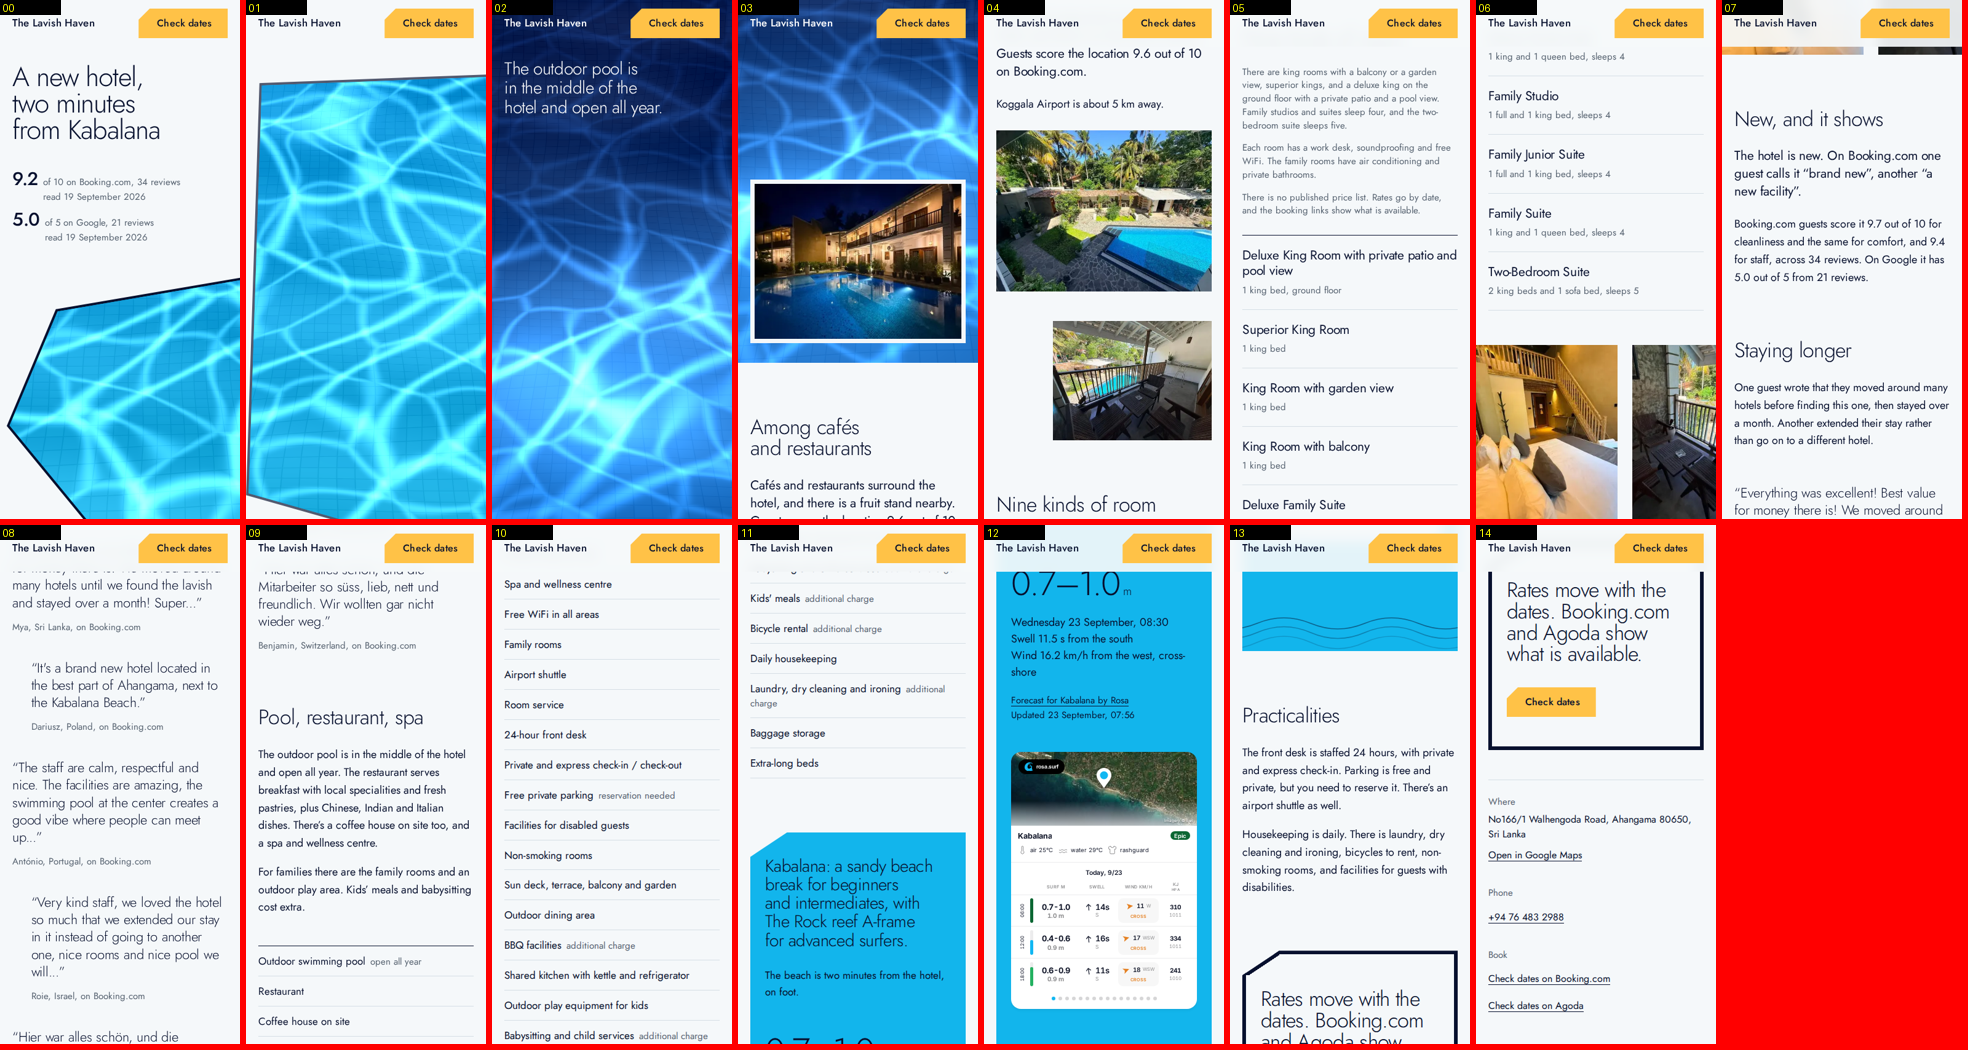 00
The Lavish Haven
Check dates
A new hotel,
two minutes
from Kabalana
9.2 of 10 on Booking.com, 34 reviews
read 19 September 2026
5.0 of 5 on Google, 21 reviews
read 19 September 2026
01
The Lavish Haven
Check dates
02
The Lavish Haven
Check dates
The outdoor pool is
in the middle of the
hotel and open all year.
03
The Lavish Haven
Check dates
Among cafés
and restaurants
Cafés and restaurants surround the
hotel, and there is a fruit stand nearby.
04
The Lavish Haven
Check dates
Guests score the location 9.6 out of 10
on Booking.com.
Koggala Airport is about 5 km away.
Nine kinds of room
05
The Lavish Haven
Check dates
There are king rooms with a balcony or a garden
view, superior kings, and a deluxe king on the
ground floor with a private patio and a pool view.
Family studios and suites sleep four, and the two-
bedroom suite sleeps five.
Each room has a work desk, soundproofing and free
WiFi. The family rooms have air conditioning and
private bathrooms.
There is no published price list. Rates go by date,
and the booking links show what is available.
Deluxe King Room with private patio and
pool view
1 king bed, ground floor
Superior King Room
1 king bed
King Room with garden view
1 king bed
King Room with balcony
1 king bed
Deluxe Family Suite
06
The Lavish Haven
Check dates
1 king and 1 queen bed, sleeps 4
Family Studio
1 full and 1 king bed, sleeps 4
Family Junior Suite
1 full and 1 king bed, sleeps 4
Family Suite
1 king and 1 queen bed, sleeps 4
Two-Bedroom Suite
2 king beds and 1 sofa bed, sleeps 5
07
The Lavish Haven
Check dates
New, and it shows
The hotel is new. On Booking.com one
guest calls it “brand new”, another “a
new facility”.
Booking.com guests score it 9.7 out of 10 for
cleanliness and the same for comfort, and 9.4
for staff, across 34 reviews. On Google it has
5.0 out of 5 from 21 reviews.
Staying longer
One guest wrote that they moved around many
hotels before finding this one, then stayed over
a month. Another extended their stay rather
than go on to a different hotel.
“Everything was excellent! Best value
for money there is! We moved around
08
The Lavish Haven
Check dates
many hotels until we found the lavish
and stayed over a month! Super...”
Mya, Sri Lanka, on Booking.com
“It's a brand new hotel located in
the best part of Ahangama, next to
the Kabalana Beach.”
Dariusz, Poland, on Booking.com
“The staff are calm, respectful and
nice. The facilities are amazing, the
swimming pool at the center creates a
good vibe where people can meet
up...”
António, Portugal, on Booking.com
“Very kind staff, we loved the hotel
so much that we extended our stay
in it instead of going to another
one, nice rooms and nice pool we
will...”
Roie, Israel, on Booking.com
“Hier war alles schön, und die
09
The Lavish Haven
Check dates
Mitarbeiter so süss, lieb, nett und
freundlich. Wir wollten gar nicht
wieder weg.”
Benjamin, Switzerland, on Booking.com
Pool, restaurant, spa
The outdoor pool is in the middle of the hotel
and open all year. The restaurant serves
breakfast with local specialities and fresh
pastries, plus Chinese, Indian and Italian
dishes. There’s a coffee house on site too, and
a spa and wellness centre.
For families there are the family rooms and an
outdoor play area. Kids’ meals and babysitting
cost extra.
Outdoor swimming pool open all year
Restaurant
Coffee house on site
10
The Lavish Haven
Check dates
Spa and wellness centre
Free WiFi in all areas
Family rooms
Airport shuttle
Room service
24-hour front desk
Private and express check-in / check-out
Free private parking reservation needed
Facilities for disabled guests
Non-smoking rooms
Sun deck, terrace, balcony and garden
Outdoor dining area
BBQ facilities additional charge
Shared kitchen with kettle and refrigerator
Outdoor play equipment for kids
Babysitting and child services additional charge
11
The Lavish Haven
Check dates
Kids’ meals additional charge
Bicycle rental additional charge
Daily housekeeping
Laundry, dry cleaning and ironing additional
charge
Baggage storage
Extra-long beds
Kabalana: a sandy beach
break for beginners
and intermediates, with
The Rock reef A-frame
for advanced surfers.
The beach is two minutes from the hotel,
on foot.
12
The Lavish Haven
Check dates
0.7–1.0 m
Wednesday 23 September, 08:30
Swell 11.5 s from the south
Wind 16.2 km/h from the west, cross-
shore
Forecast for Kabalana by Rosa
Updated 23 September, 07:56
rosa.surf
Kabalana
Epic
air 25°C water 29°C rashguard
Today, 9/23
SURF M SWELL WIND KM/H
06:00 0.7-1.0 14s 11 W 310
1.0 m S CROSS 1011
12:00 0.4-0.6 16s 17 WSW 334
0.9 m S CROSS 1011
18:00 0.6-0.9 11s 18 WSW 241
0.9 m S CROSS
13
The Lavish Haven
Check dates
Practicalities
The front desk is staffed 24 hours, with private
and express check-in. Parking is free and
private, but you need to reserve it. There’s an
airport shuttle as well.
Housekeeping is daily. There is laundry, dry
cleaning and ironing, bicycles to rent, non-
smoking rooms, and facilities for guests with
disabilities.
Rates move with the
dates. Booking.com
and Agoda show
14
The Lavish Haven
Check dates
Rates move with the
dates. Booking.com
and Agoda show
what is available.
Check dates
Where
No166/1 Walhengoda Road, Ahangama 80650,
Sri Lanka
Open in Google Maps
Phone
+94 76 483 2988
Book
Check dates on Booking.com
Check dates on Agoda